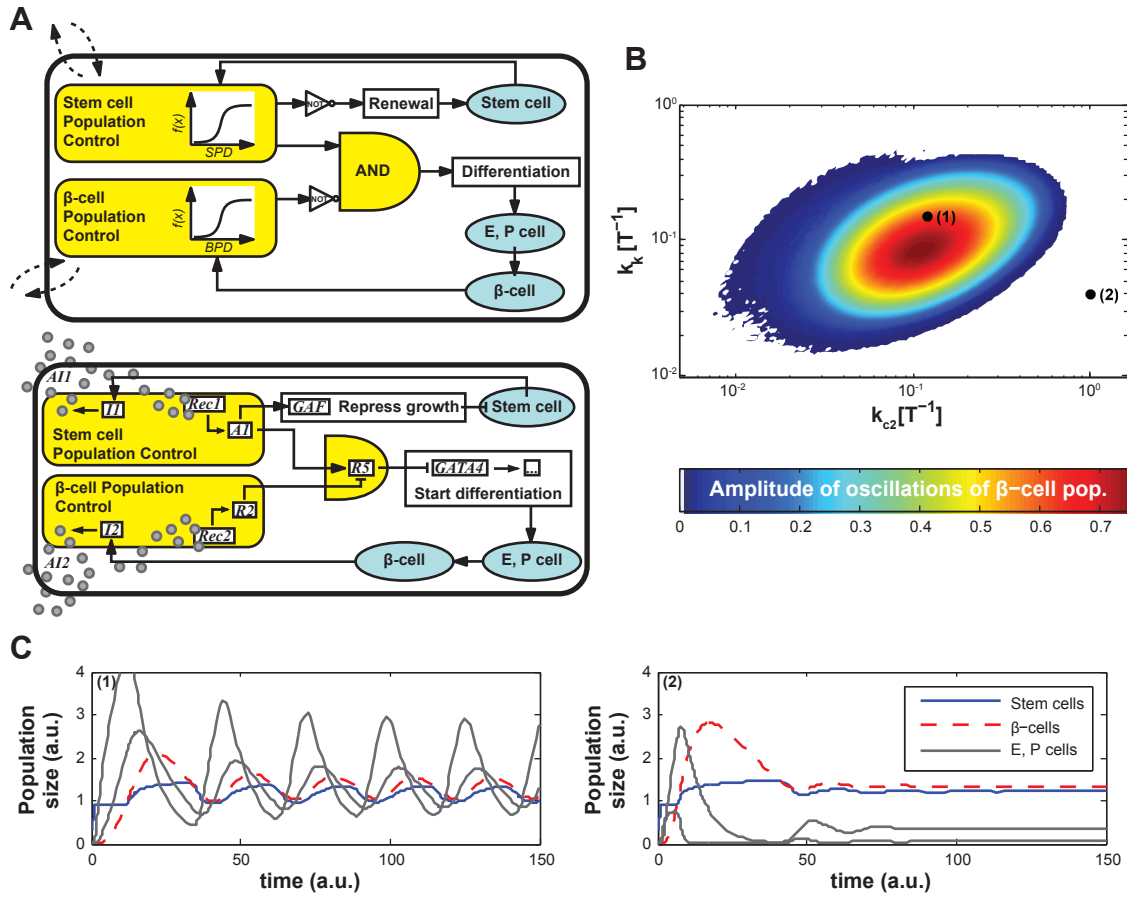 A
Stem cell
Population
Control
f(x)
SPD
NOT
Renewal
Stem cell
AND
Differentiation
β-cell
Population
Control
f(x)
BPD
NOT
E, P cell
β-cell
AI1
I1
Rec1
A1
Stem cell
Population Control
GAF Repress growth
Stem cell
R5
GATA4 ...
Start differentiation
β-cell Population
Control
R2
I2
Rec2
AI2
β-cell
E, P cell
B
10⁰
10⁻¹
10⁻²
k_k [T⁻¹]
(1)
(2)
10⁻² 10⁻¹ 10⁰
k_c2[T⁻¹]
Amplitude of oscillations of β−cell pop.
0 0.1 0.2 0.3 0.4 0.5 0.6 0.7
C
(1)
Population
size (a.u.)
4
3
2
1
0
0 50 100 150
time (a.u.)
(2)
Population
size (a.u.)
4
3
2
1
0
0 50 100 150
time (a.u.)
Stem cells
β−cells
E, P cells